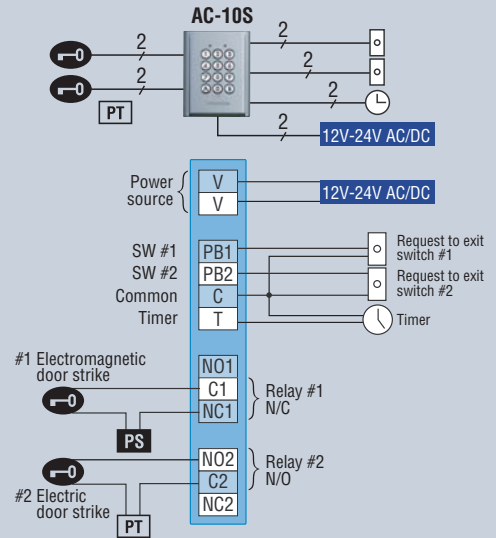 AC-10S
2
2
2
2
2
2
PT
12V-24V AC/DC
Power
source
V
V
12V-24V AC/DC
SW #1
PB1
Request to exit
switch #1
SW #2
PB2
Request to exit
switch #2
Common
C
Timer
T
Timer
#1 Electromagnetic
door strike
NO1
C1
NC1
Relay #1
N/C
PS
NO2
C2
NC2
Relay #2
N/O
#2 Electric
door strike
PT